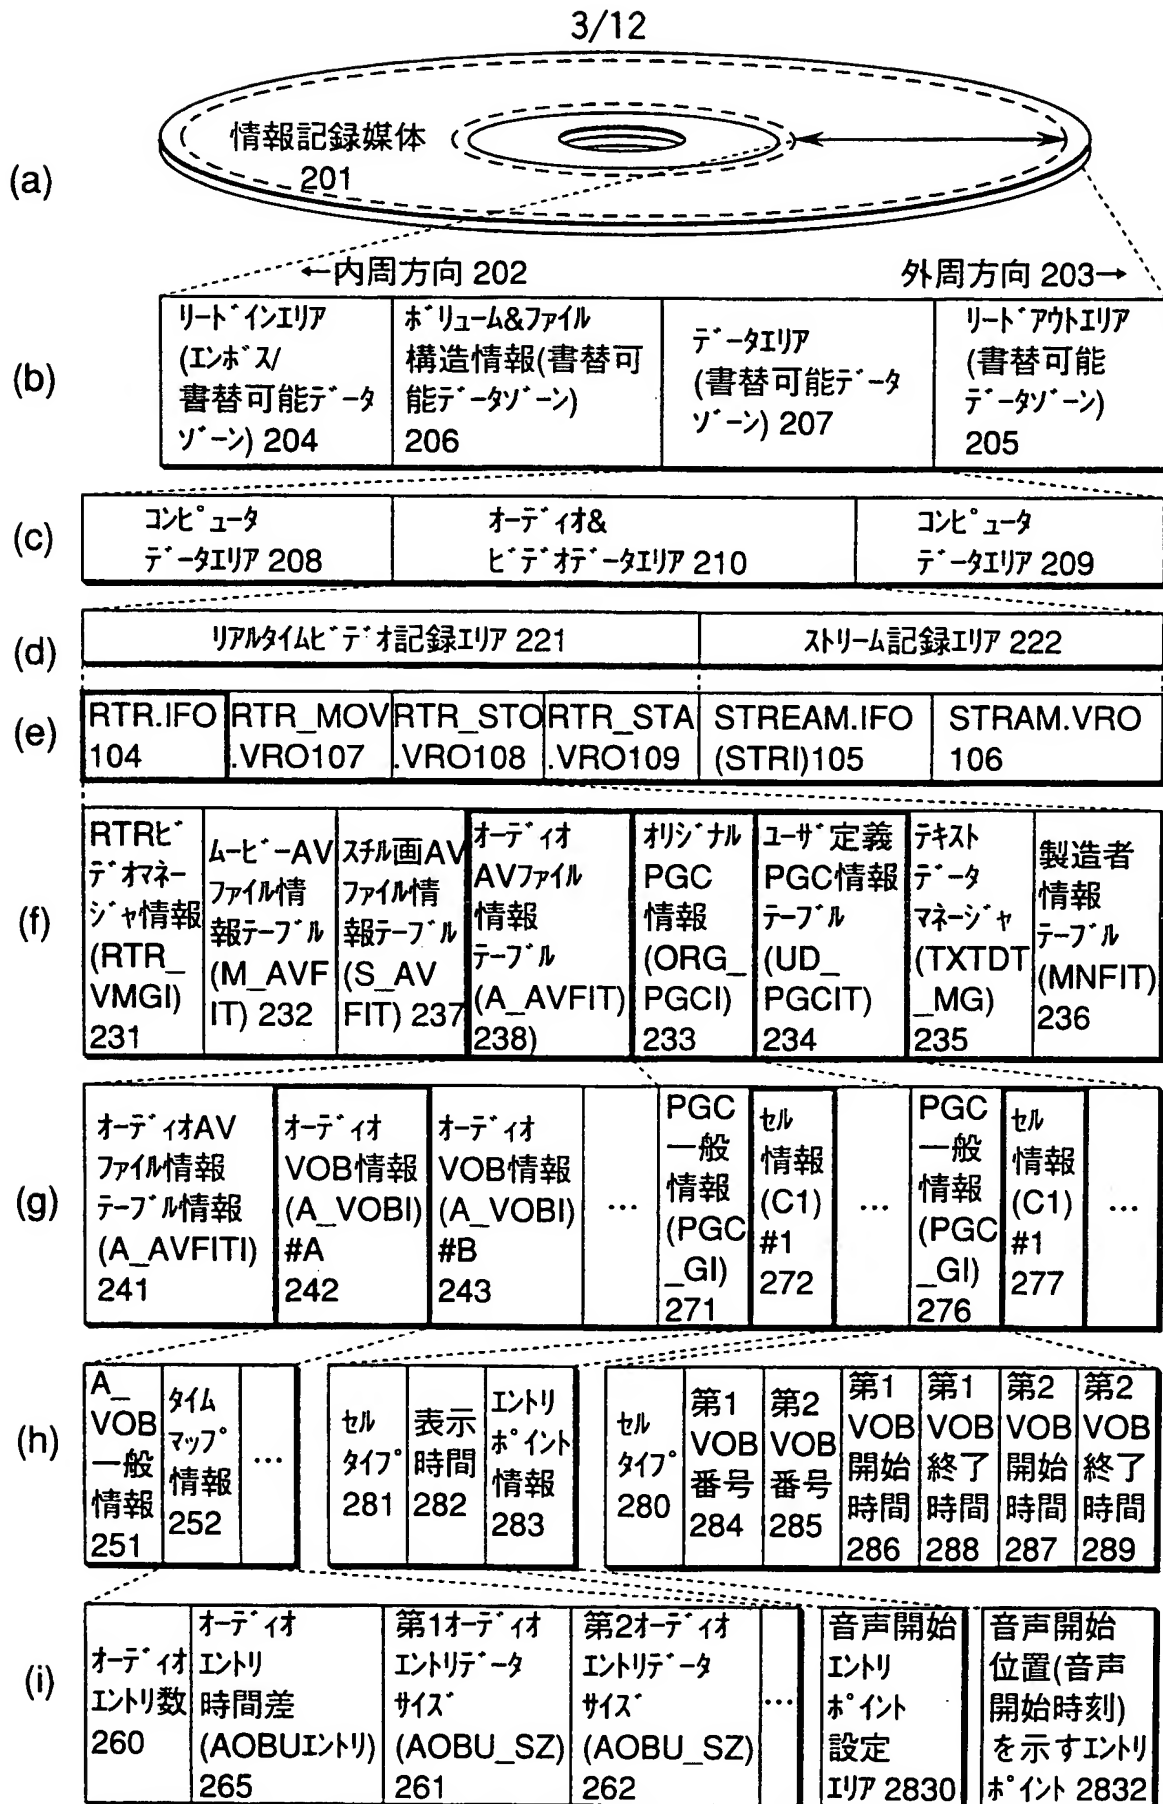 3/12
(a)
情報記録媒体
201
←内周方向 202
外周方向 203→
(b)
リードインエリア
(エンボス/
書替可能データ
ゾーン) 204
ボリューム&ファイル
構造情報(書替可
能データゾーン)
206
データエリア
(書替可能データ
ゾーン) 207
リードアウトエリア
(書替可能
データゾーン)
205
(c)
コンピュータ
データエリア 208
オーディオ&
ビデオデータエリア 210
コンピュータ
データエリア 209
(d)
リアルタイムビデオ記録エリア 221
ストリーム記録エリア 222
(e)
RTR.IFO
104
RTR_MOV
.VRO107
RTR_STO
.VRO108
RTR_STA
.VRO109
STREAM.IFO
(STRI)105
STRAM.VRO
106
(f)
RTRビ
デオマネー
ジャ情報
(RTR_
VMGI)
231
ムービーAV
ファイル情
報テーブル
(M_AVF
IT) 232
スチル画AV
ファイル情
報テーブル
(S_AV
FIT) 237
オーディオ
AVファイル
情報
テーブル
(A_AVFIT)
238)
オリジナル
PGC
情報
(ORG_
PGCI)
233
ユーザ定義
PGC情報
テーブル
(UD_
PGCIT)
234
テキスト
データ
マネージャ
(TXTDT
_MG)
235
製造者
情報
テーブル
(MNFIT)
236
(g)
オーディオAV
ファイル情報
テーブル情報
(A_AVFITI)
241
オーディオ
VOB情報
(A_VOBI)
#A
242
オーディオ
VOB情報
(A_VOBI)
#B
243
…
PGC
一般
情報
(PGC
_GI)
271
セル
情報
(C1)
#1
272
…
PGC
一般
情報
(PGC
_GI)
276
セル
情報
(C1)
#1
277
…
(h)
A_
VOB
一般
情報
251
タイム
マップ
情報
252
…
セル
タイプ
281
表示
時間
282
エントリ
ポイント
情報
283
セル
タイプ
280
第1
VOB
番号
284
第2
VOB
番号
285
第1
VOB
開始
時間
286
第1
VOB
終了
時間
288
第2
VOB
開始
時間
287
第2
VOB
終了
時間
289
(i)
オーディオ
エントリ数
260
オーディオ
エントリ
時間差
(AOBUエントリ)
265
第1オーディオ
エントリデータ
サイズ
(AOBU_SZ)
261
第2オーディオ
エントリデータ
サイズ
(AOBU_SZ)
262
…
音声開始
エントリ
ポイント
設定
エリア 2830
音声開始
位置(音声
開始時刻)
を示すエントリ
ポイント 2832